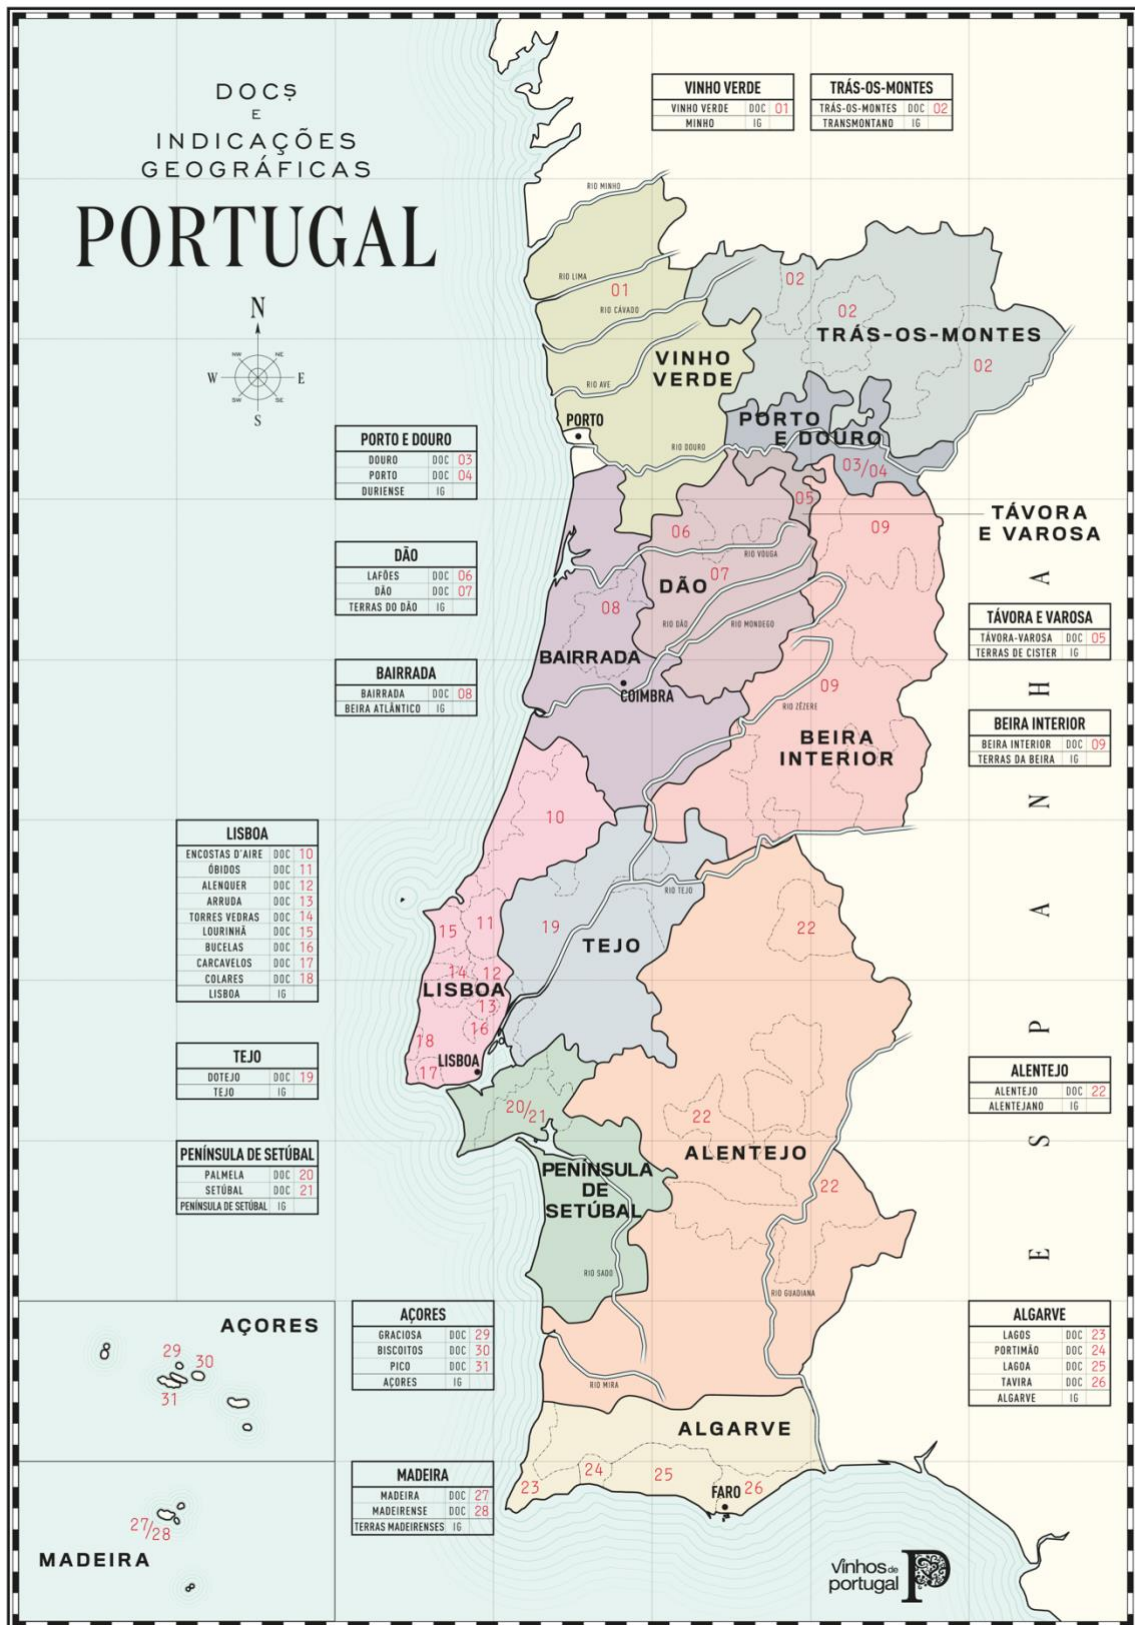 DOCs
E
INDICAÇÕES
GEOGRÁFICAS
PORTUGAL
N
NW NE
W E
SW SE
S
VINHO VERDE
VINHO VERDE DOC 01
MINHO IG
TRÁS-OS-MONTES
TRÁS-OS-MONTES DOC 02
TRANSMONTANO IG
RIO MINHO
RIO LIMA
01
RIO CÁVADO
02
02
TRÁS-OS-MONTES
02
VINHO
VERDE
RIO AVE
PORTO
RIO DOURO
PORTO
E DOURO
03/04
PORTO E DOURO
DOURO DOC 03
PORTO DOC 04
DURIENSE IG
05
TÁVORA
E VAROSA
06
09
RIO VOUGA
07
DÃO
DÃO
LAFÕES DOC 06
DÃO DOC 07
TERRAS DO DÃO IG
08
RIO DÃO
RIO MONDEGO
TÁVORA E VAROSA
TÁVORA-VAROSA DOC 05
TERRAS DE CISTER IG
BAIRRADA
BAIRRADA
BAIRRADA DOC 08
BEIRA ATLÂNTICO IG
COIMBRA
09
RIO ZÊZERE
BEIRA
INTERIOR
BEIRA INTERIOR
BEIRA INTERIOR DOC 09
TERRAS DA BEIRA IG
ESPANHA
10
LISBOA
ENCOSTAS D'AIRE DOC 10
ÓBIDOS DOC 11
ALENQUER DOC 12
ARRUDA DOC 13
TORRES VEDRAS DOC 14
LOURINHÃ DOC 15
BUCELAS DOC 16
CARCAVELOS DOC 17
COLARES DOC 18
LISBOA IG
RIO TEJO
15
11
19
TEJO
22
14
12
LISBOA
13
16
18
17
LISBOA
TEJO
DOTEJO DOC 19
TEJO IG
ALENTEJO
ALENTEJO DOC 22
ALENTEJANO IG
20/21
22
ALENTEJO
22
PENÍNSULA DE SETÚBAL
PALMELA DOC 20
SETÚBAL DOC 21
PENÍNSULA DE SETÚBAL IG
PENÍNSULA
DE
SETÚBAL
RIO SADO
RIO GUADIANA
AÇORES
29
30
31
AÇORES
GRACIOSA DOC 29
BISCOITOS DOC 30
PICO DOC 31
AÇORES IG
RIO MIRA
ALGARVE
LAGOS DOC 23
PORTIMÃO DOC 24
LAGOA DOC 25
TAVIRA DOC 26
ALGARVE IG
ALGARVE
23
24
25
26
FARO
MADEIRA
MADEIRA DOC 27
MADEIRENSE DOC 28
TERRAS MADEIRENSES IG
27/28
MADEIRA
vinhos de
portugal
P